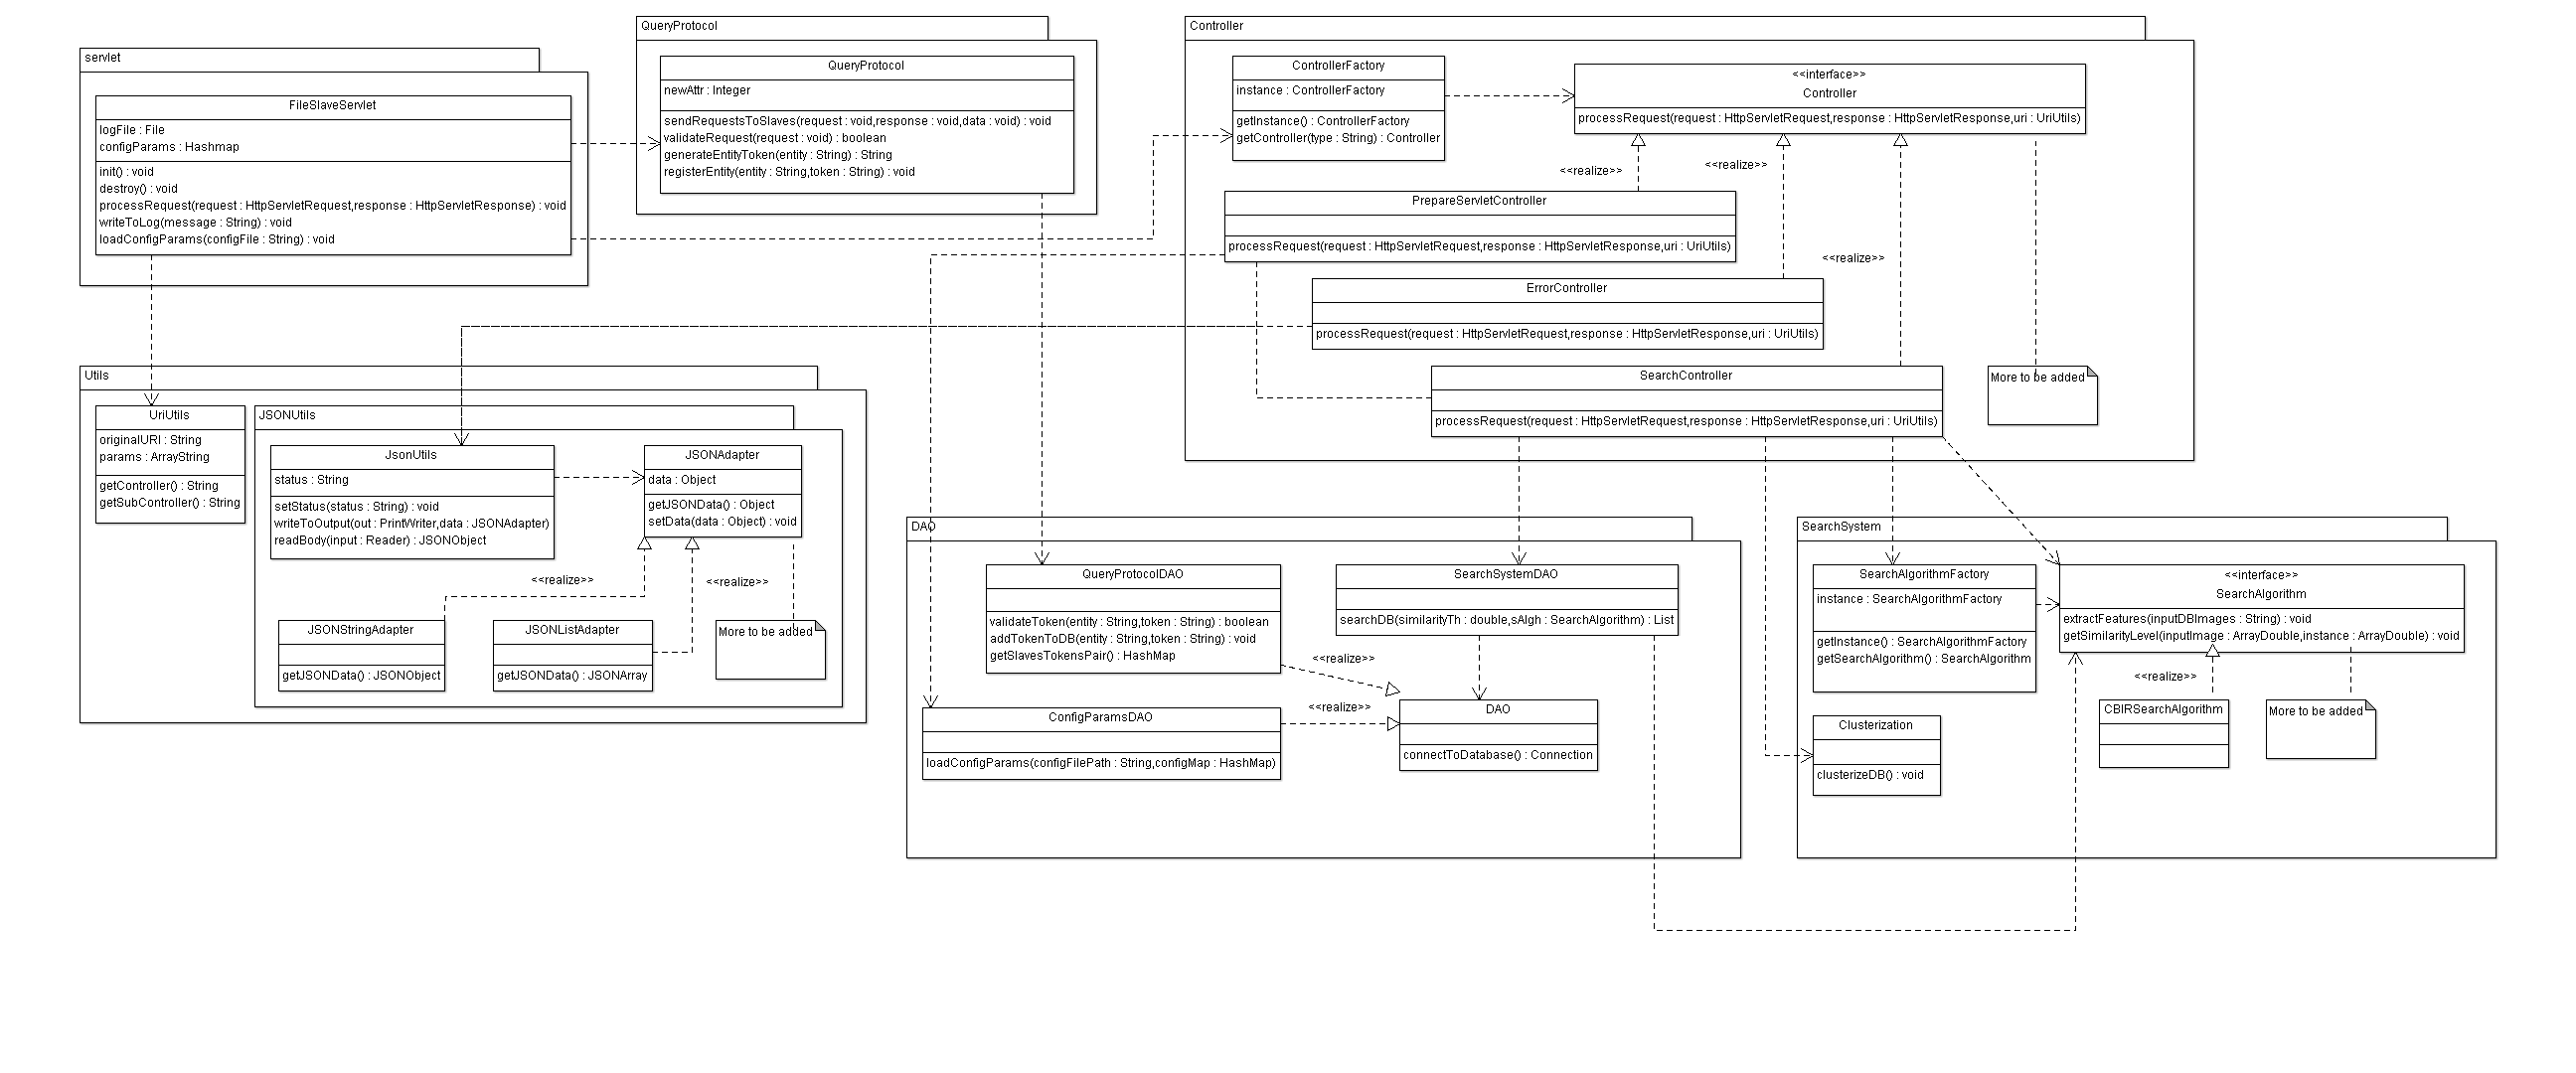 servlet
FileSlaveServlet
logFile : File
configParams : Hashmap
init() : void
destroy() : void
processRequest(request : HttpServletRequest,response : HttpServletResponse) : void
writeToLog(message : String) : void
loadConfigParams(configFile : String) : void
QueryProtocol
QueryProtocol
newAttr : Integer
sendRequestsToSlaves(request : void,response : void,data : void) : void
validateRequest(request : void) : boolean
generateEntityToken(entity : String) : String
registerEntity(entity : String,token : String) : void
Controller
ControllerFactory
instance : ControllerFactory
getInstance() : ControllerFactory
getController(type : String) : Controller
<<interface>>
Controller
processRequest(request : HttpServletRequest,response : HttpServletResponse,uri : UriUtils)
<<realize>>
<<realize>>
<<realize>>
PrepareServletController
processRequest(request : HttpServletRequest,response : HttpServletResponse,uri : UriUtils)
ErrorController
processRequest(request : HttpServletRequest,response : HttpServletResponse,uri : UriUtils)
SearchController
processRequest(request : HttpServletRequest,response : HttpServletResponse,uri : UriUtils)
More to be added
Utils
UriUtils
originalURI : String
params : ArrayString
getController() : String
getSubController() : String
JSONUtils
JsonUtils
status : String
setStatus(status : String) : void
writeToOutput(out : PrintWriter,data : JSONAdapter)
readBody(input : Reader) : JSONObject
JSONAdapter
data : Object
getJSONData() : Object
setData(data : Object) : void
<<realize>>
<<realize>>
JSONStringAdapter
getJSONData() : JSONObject
JSONListAdapter
getJSONData() : JSONArray
More to be added
DAO
QueryProtocolDAO
validateToken(entity : String,token : String) : boolean
addTokenToDB(entity : String,token : String) : void
getSlavesTokensPair() : HashMap
SearchSystemDAO
searchDB(similarityTh : double,sAlgh : SearchAlgorithm) : List
<<realize>>
<<realize>>
ConfigParamsDAO
loadConfigParams(configFilePath : String,configMap : HashMap)
DAO
connectToDatabase() : Connection
SearchSystem
SearchAlgorithmFactory
instance : SearchAlgorithmFactory
getInstance() : SearchAlgorithmFactory
getSearchAlgorithm() : SearchAlgorithm
<<interface>>
SearchAlgorithm
extractFeatures(inputDBImages : String) : void
getSimilarityLevel(inputImage : ArrayDouble,instance : ArrayDouble) : void
<<realize>>
Clusterization
clusterizeDB() : void
CBIRSearchAlgorithm
More to be added